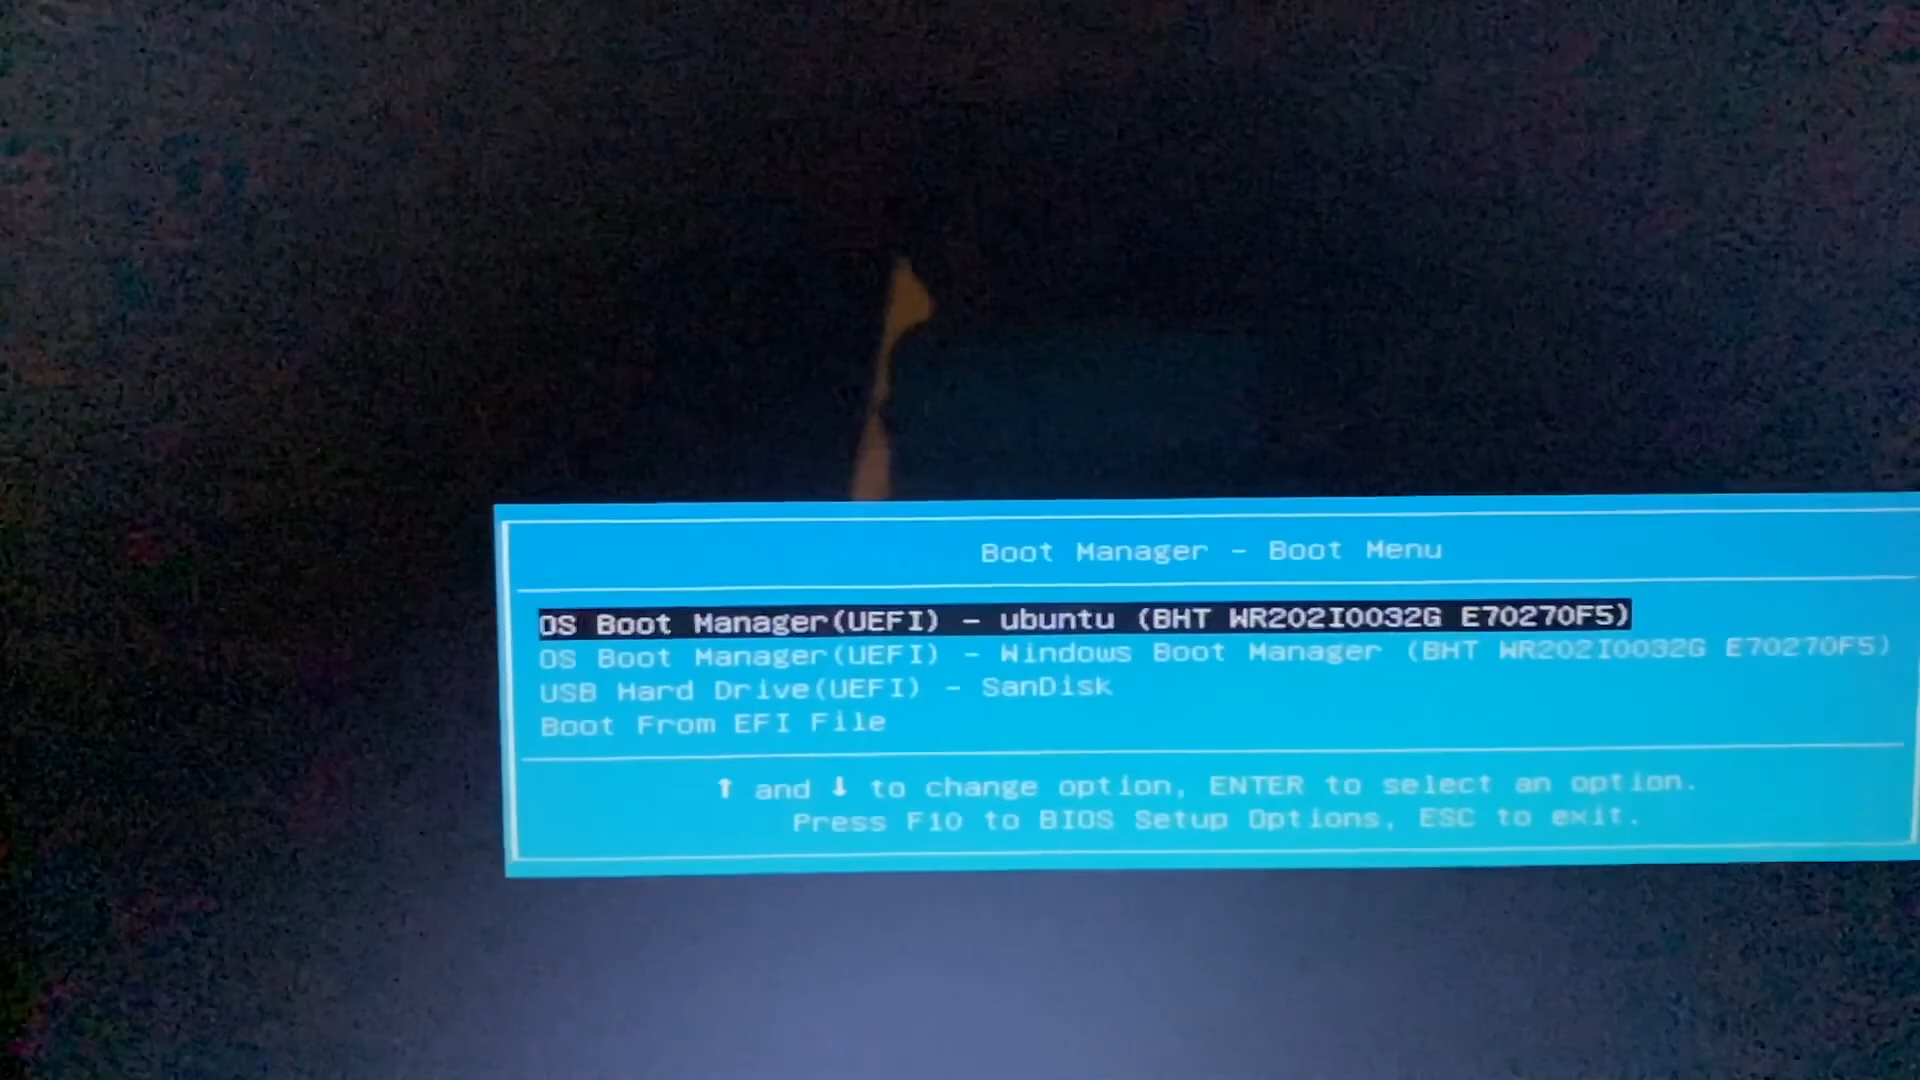 Boot Manager - Boot Menu
OS Boot Manager(UEFI) - ubuntu (BHT WR202I0032G E70270F5)
OS Boot Manager(UEFI) - Windows Boot Manager (BHT WR202I0032G E70270F5)
USB Hard Drive(UEFI) - SanDisk
Boot From EFI File
↑ and ↓ to change option, ENTER to select an option.
Press F10 to BIOS Setup Options, ESC to exit.